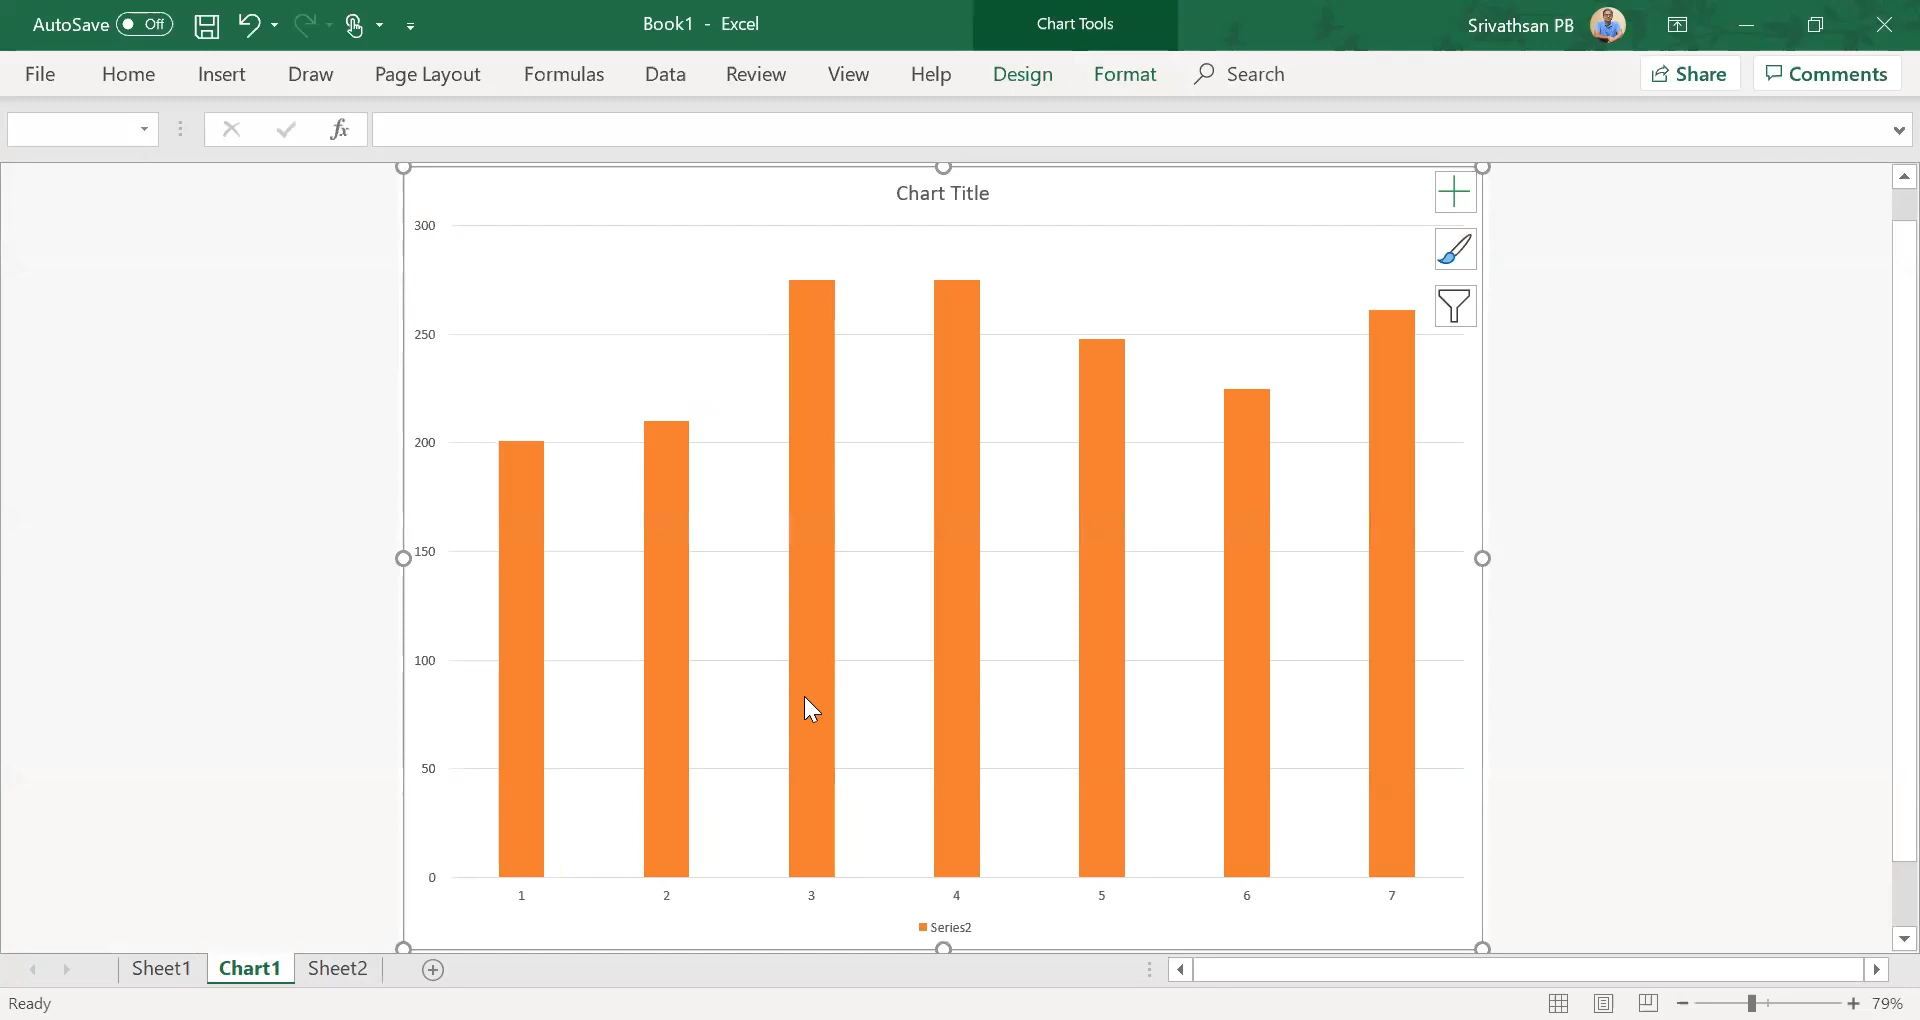 AutoSave Off Book1 - Excel Chart Tools Srivathsan PB
File Home Insert Draw Page Layout Formulas Data Review View Help Design Format Search Share Comments
fx
Chart Title
300
250
200
150
100
50
0
1 2 3 4 5 6 7
Series2
Sheet1 Chart1 Sheet2
Ready 79%